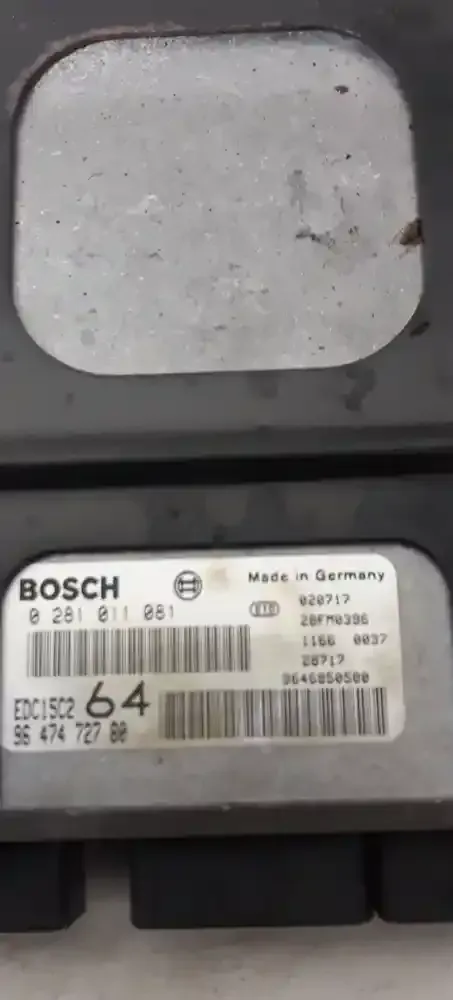 BOSCH
Made in Germany
0 281 011 081
020717
28FM0396
1166 0037
28717
9646850580
EDC15C2 64
96 474 727 80